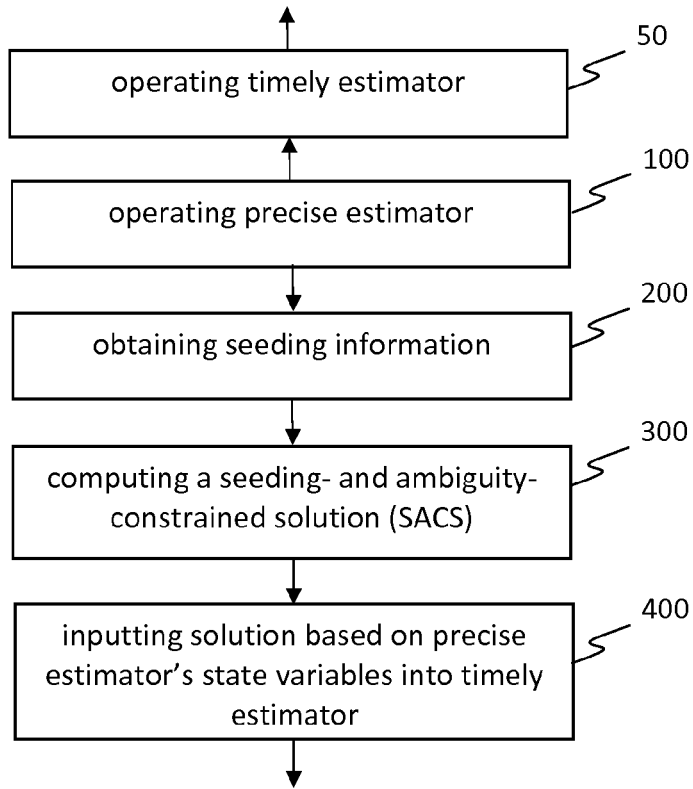 50
operating timely estimator
100
operating precise estimator
200
obtaining seeding information
300
computing a seeding- and ambiguity-
constrained solution (SACS)
400
inputting solution based on precise
estimator's state variables into timely
estimator